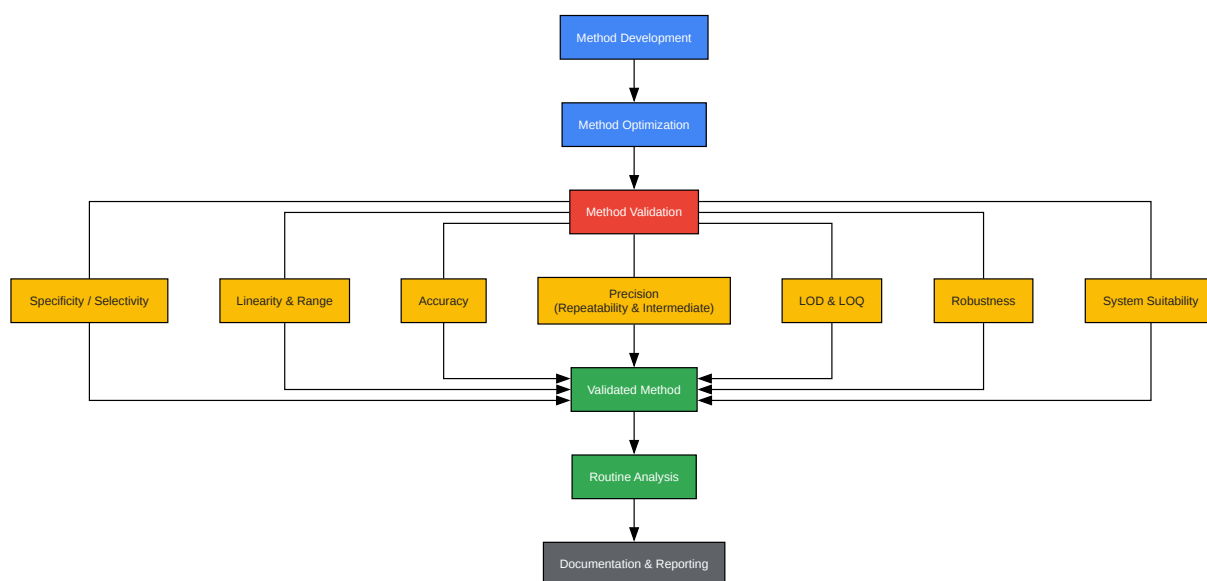 Method Development
Method Optimization
Method Validation
Specificity / Selectivity
Linearity & Range
Accuracy
Precision
(Repeatability & Intermediate)
LOD & LOQ
Robustness
System Suitability
Validated Method
Routine Analysis
Documentation & Reporting